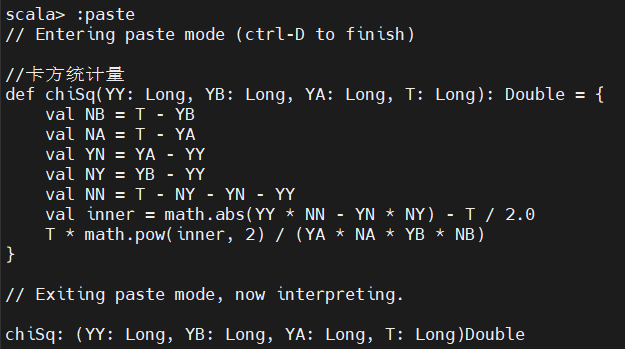 scala> :paste
// Entering paste mode (ctrl-D to finish)
//卡方统计量
def chiSq(YY: Long, YB: Long, YA: Long, T: Long): Double = {
    val NB = T - YB
    val NA = T - YA
    val YN = YA - YY
    val NY = YB - YY
    val NN = T - NY - YN - YY
    val inner = math.abs(YY * NN - YN * NY) - T / 2.0
    T * math.pow(inner, 2) / (YA * NA * YB * NB)
}
// Exiting paste mode, now interpreting.
chiSq: (YY: Long, YB: Long, YA: Long, T: Long)Double